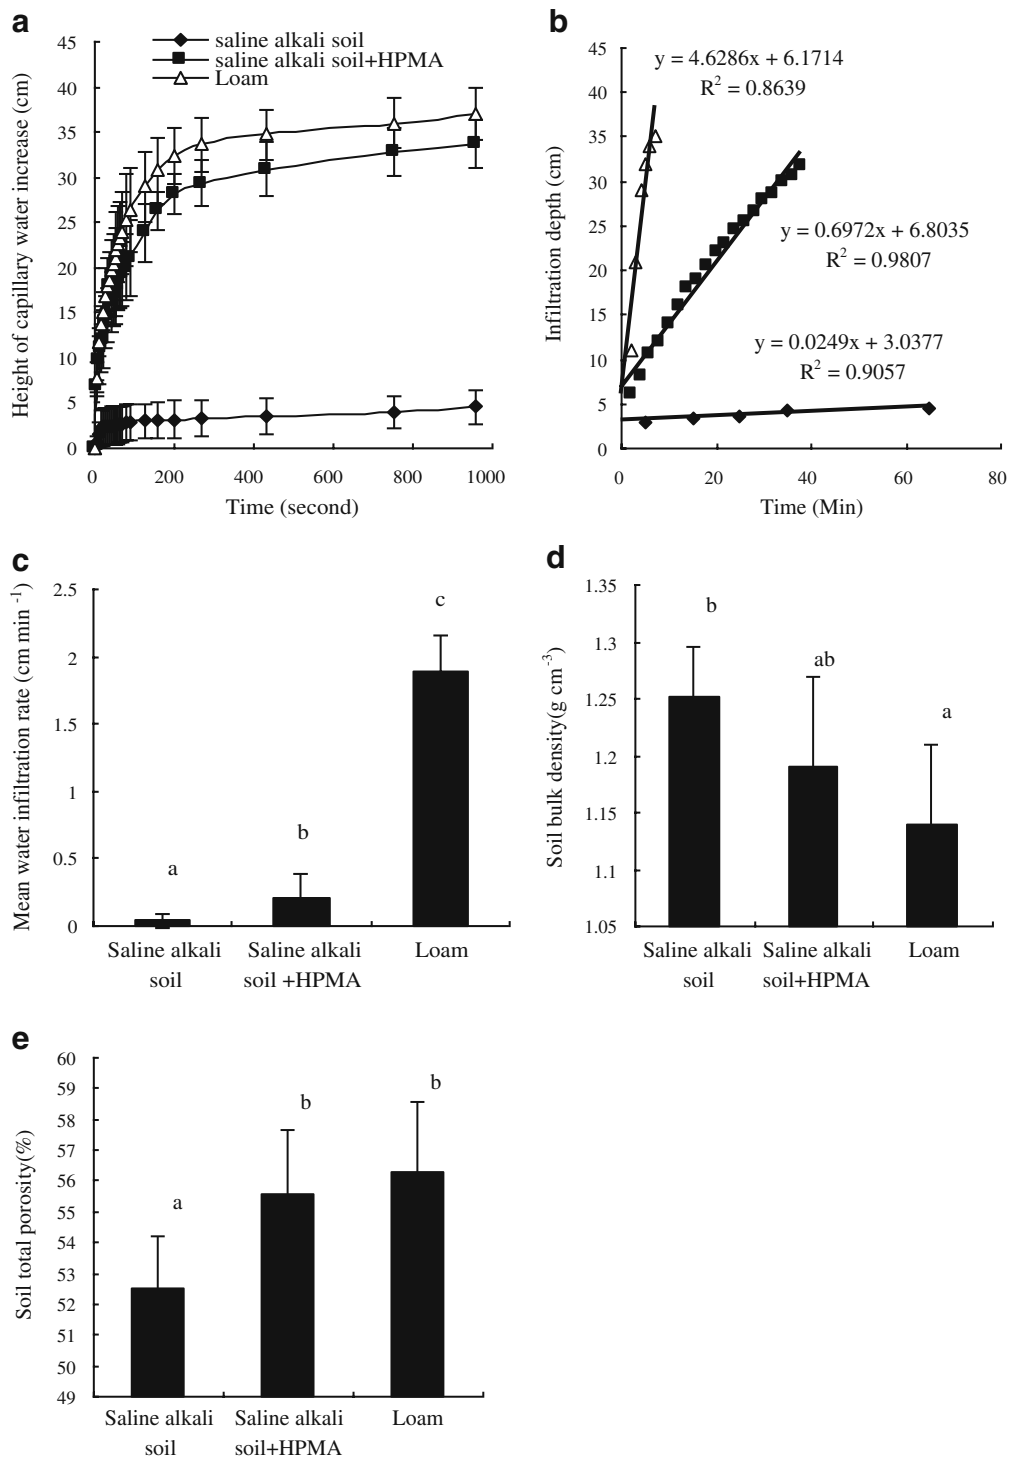 a
saline alkali soil
saline alkali soil+HPMA
Loam
Height of capillary water increase (cm)
45
40
35
30
25
20
15
10
5
0
0 200 400 600 800 1000
Time (second)
b
Infiltration depth (cm)
45
40
35
30
25
20
15
10
5
0
y = 4.6286x + 6.1714
R² = 0.8639
y = 0.6972x + 6.8035
R² = 0.9807
y = 0.0249x + 3.0377
R² = 0.9057
0 20 40 60 80
Time (Min)
c
Mean water infiltration rate (cm min⁻¹)
2.5
2
1.5
1
0.5
0
a
b
c
Saline alkali
soil
Saline alkali
soil +HPMA
Loam
d
Soil bulk density(g cm⁻³)
1.35
1.3
1.25
1.2
1.15
1.1
1.05
b
ab
a
Saline alkali
soil
Saline alkali
soil+HPMA
Loam
e
Soil total porosity(%)
60
59
58
57
56
55
54
53
52
51
50
49
a
b
b
Saline alkali
soil
Saline alkali
soil+HPMA
Loam